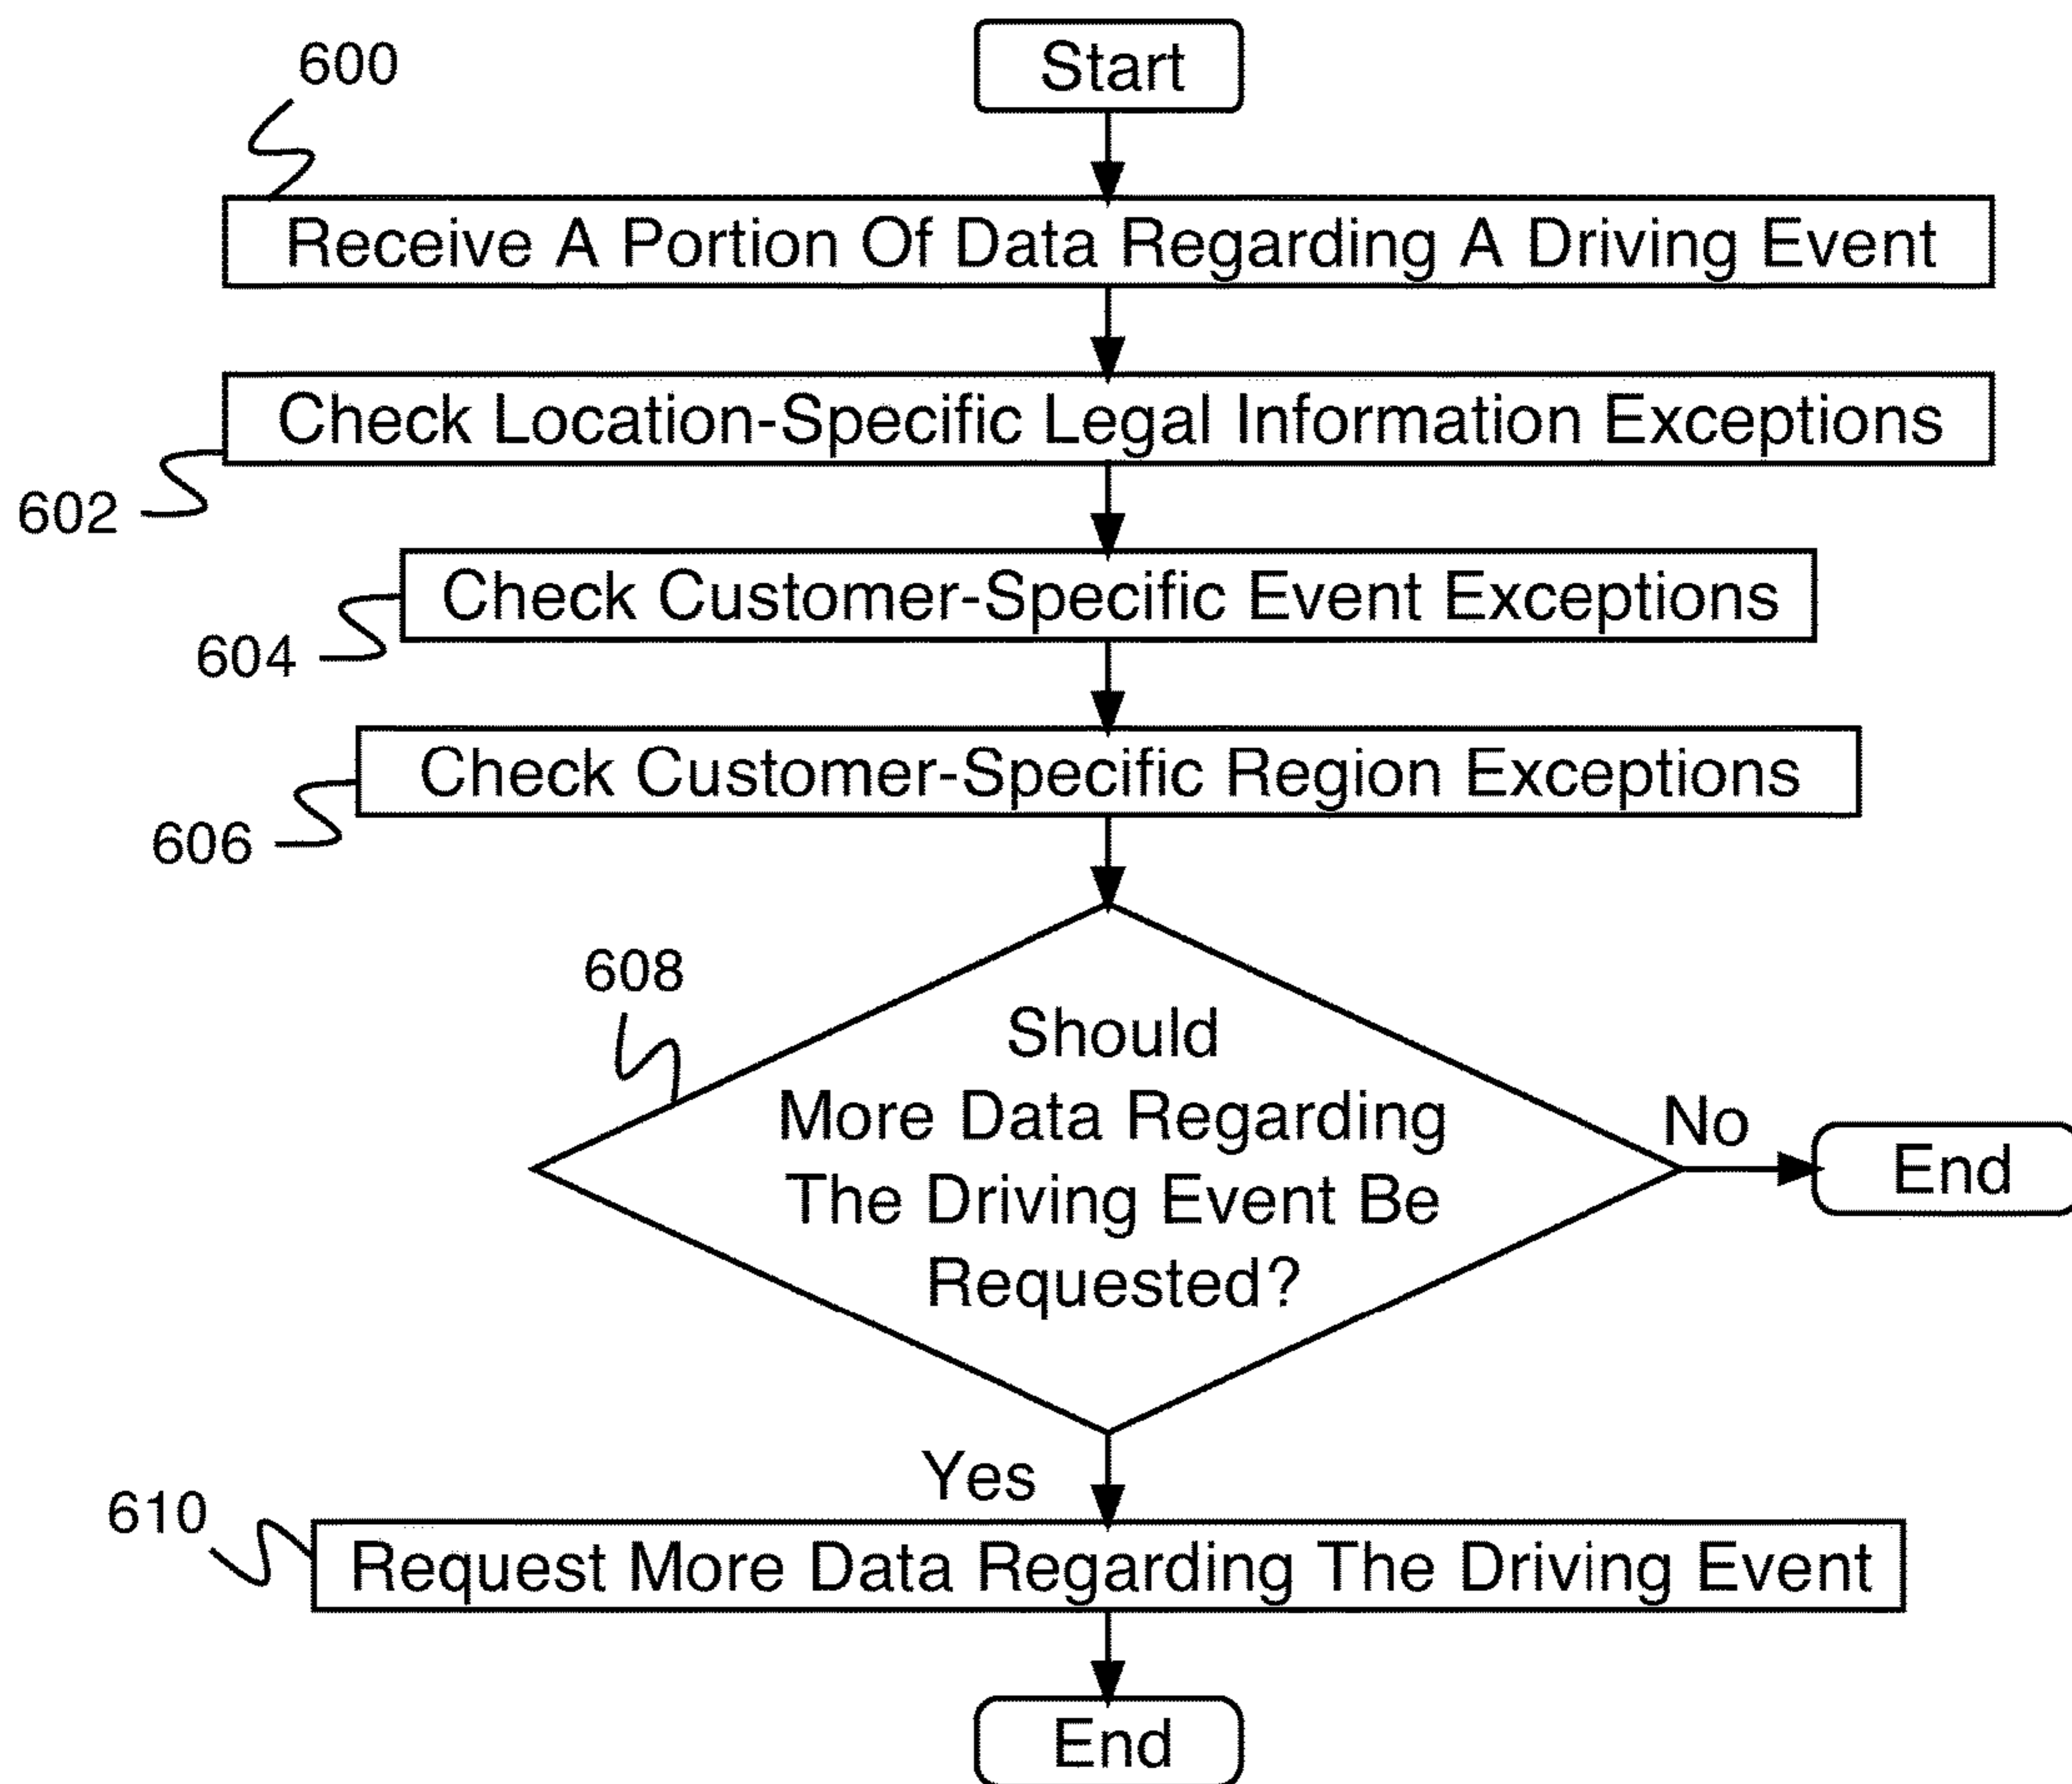 Start
600
Receive A Portion Of Data Regarding A Driving Event
Check Location-Specific Legal Information Exceptions
602
Check Customer-Specific Event Exceptions
604
Check Customer-Specific Region Exceptions
606
608
Should
More Data Regarding
The Driving Event Be
Requested?
No
End
Yes
610
Request More Data Regarding The Driving Event
End